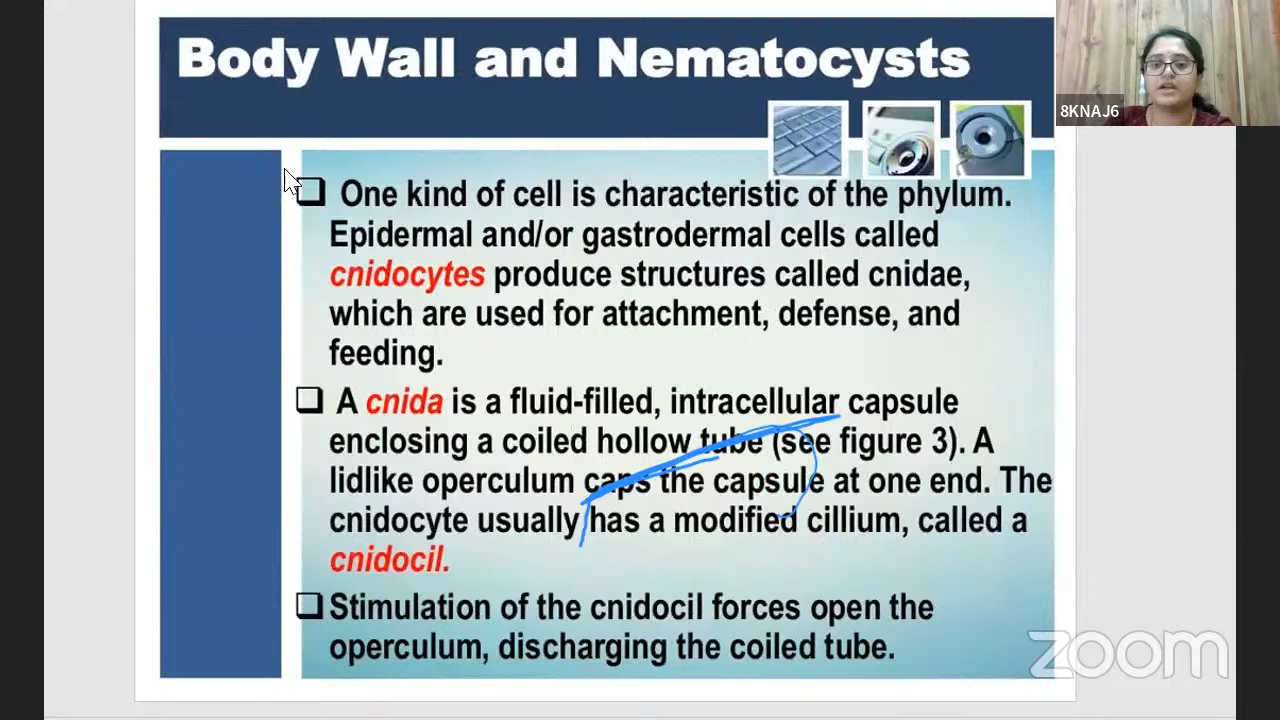 Body Wall and Nematocysts
8KNAJ6
One kind of cell is characteristic of the phylum.
Epidermal and/or gastrodermal cells called
cnidocytes produce structures called cnidae,
which are used for attachment, defense, and
feeding.
A cnida is a fluid-filled, intracellular capsule
enclosing a coiled hollow tube (see figure 3). A
lidlike operculum caps the capsule at one end. The
cnidocyte usually has a modified cillium, called a
cnidocil.
Stimulation of the cnidocil forces open the
operculum, discharging the coiled tube.
zoom